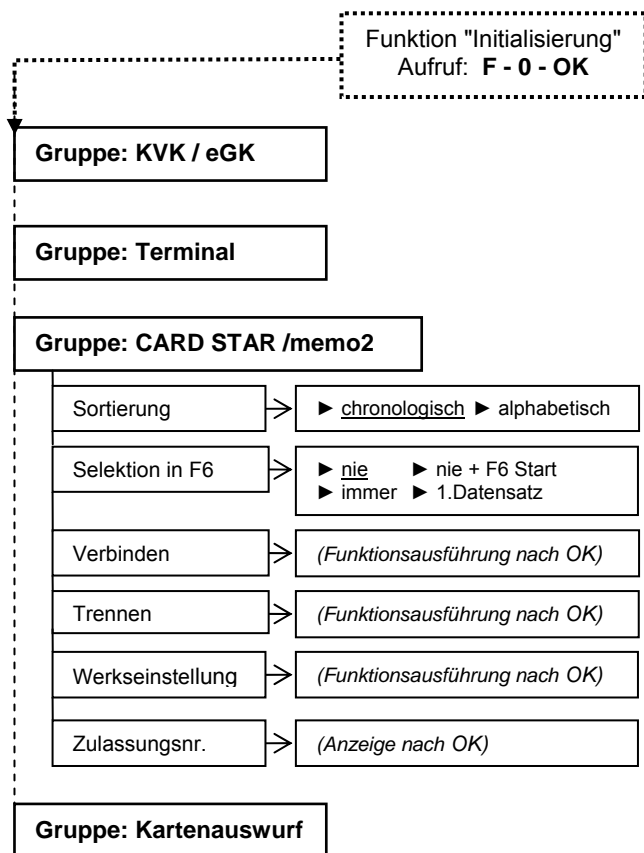 Funktion "Initialisierung"
Aufruf: F - 0 - OK
Gruppe: KVK / eGK
Gruppe: Terminal
Gruppe: CARD STAR /memo2
Sortierung
► chronologisch ► alphabetisch
Selektion in F6
► nie ► nie + F6 Start
► immer ► 1.Datensatz
Verbinden
(Funktionsausführung nach OK)
Trennen
(Funktionsausführung nach OK)
Werkseinstellung
(Funktionsausführung nach OK)
Zulassungsnr.
(Anzeige nach OK)
Gruppe: Kartenauswurf